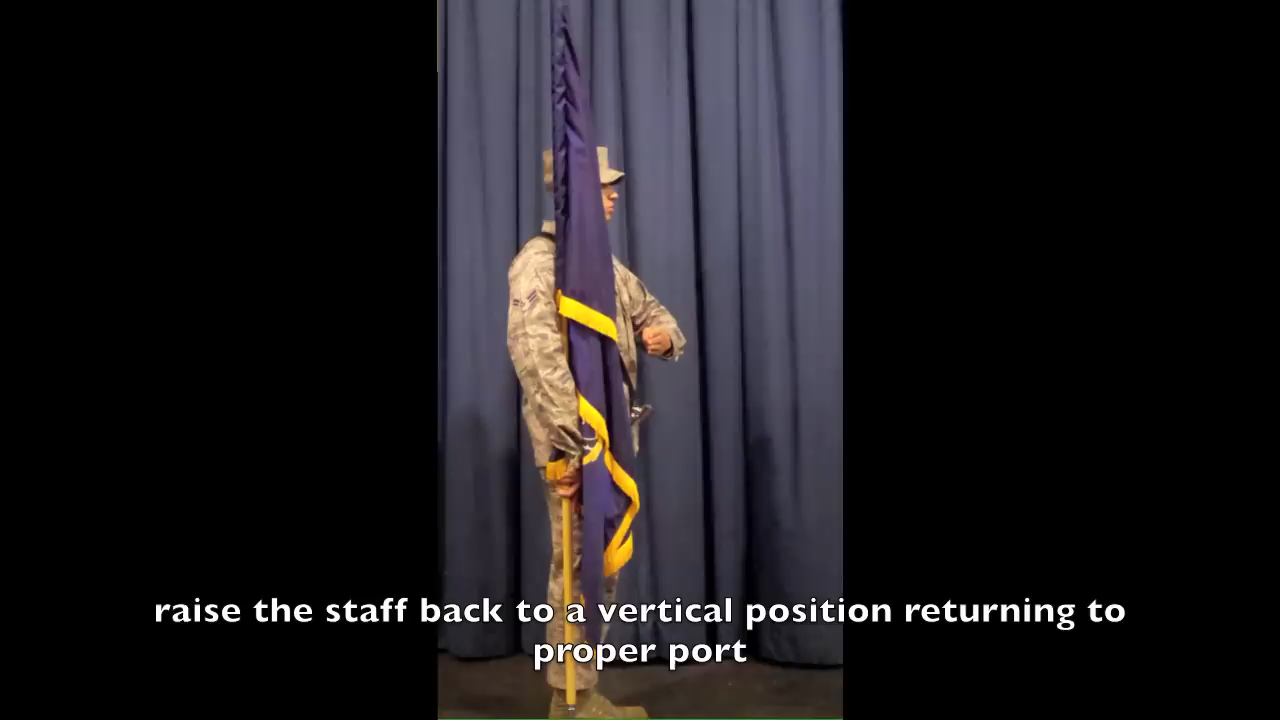 raise the staff back to a vertical position returning to
proper port